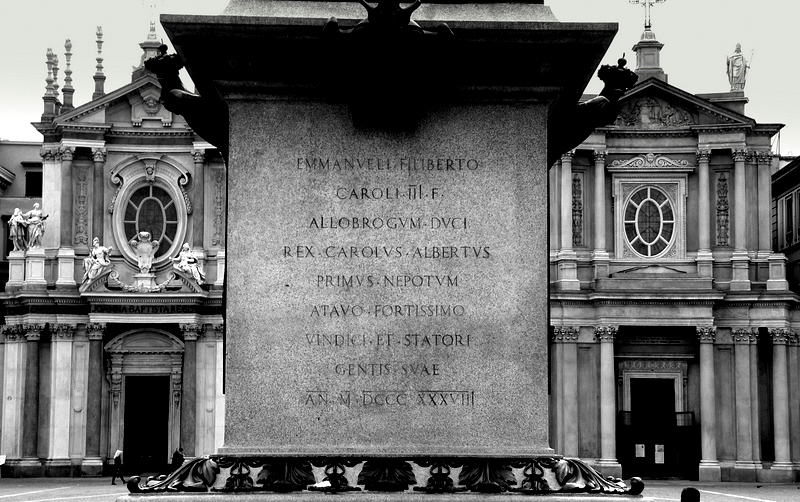 EMMANVELI·FILIBERTO
CAROLI·III·F·
ALLOBROGVM·DVCI
REX·CAROLVS·ALBERTVS
PRIMVS·NEPOTVM
ATAVO·FORTISSIMO
VINDICI·ET·STATORI
GENTIS·SVAE
AN·M·DCCC·XXXVIII